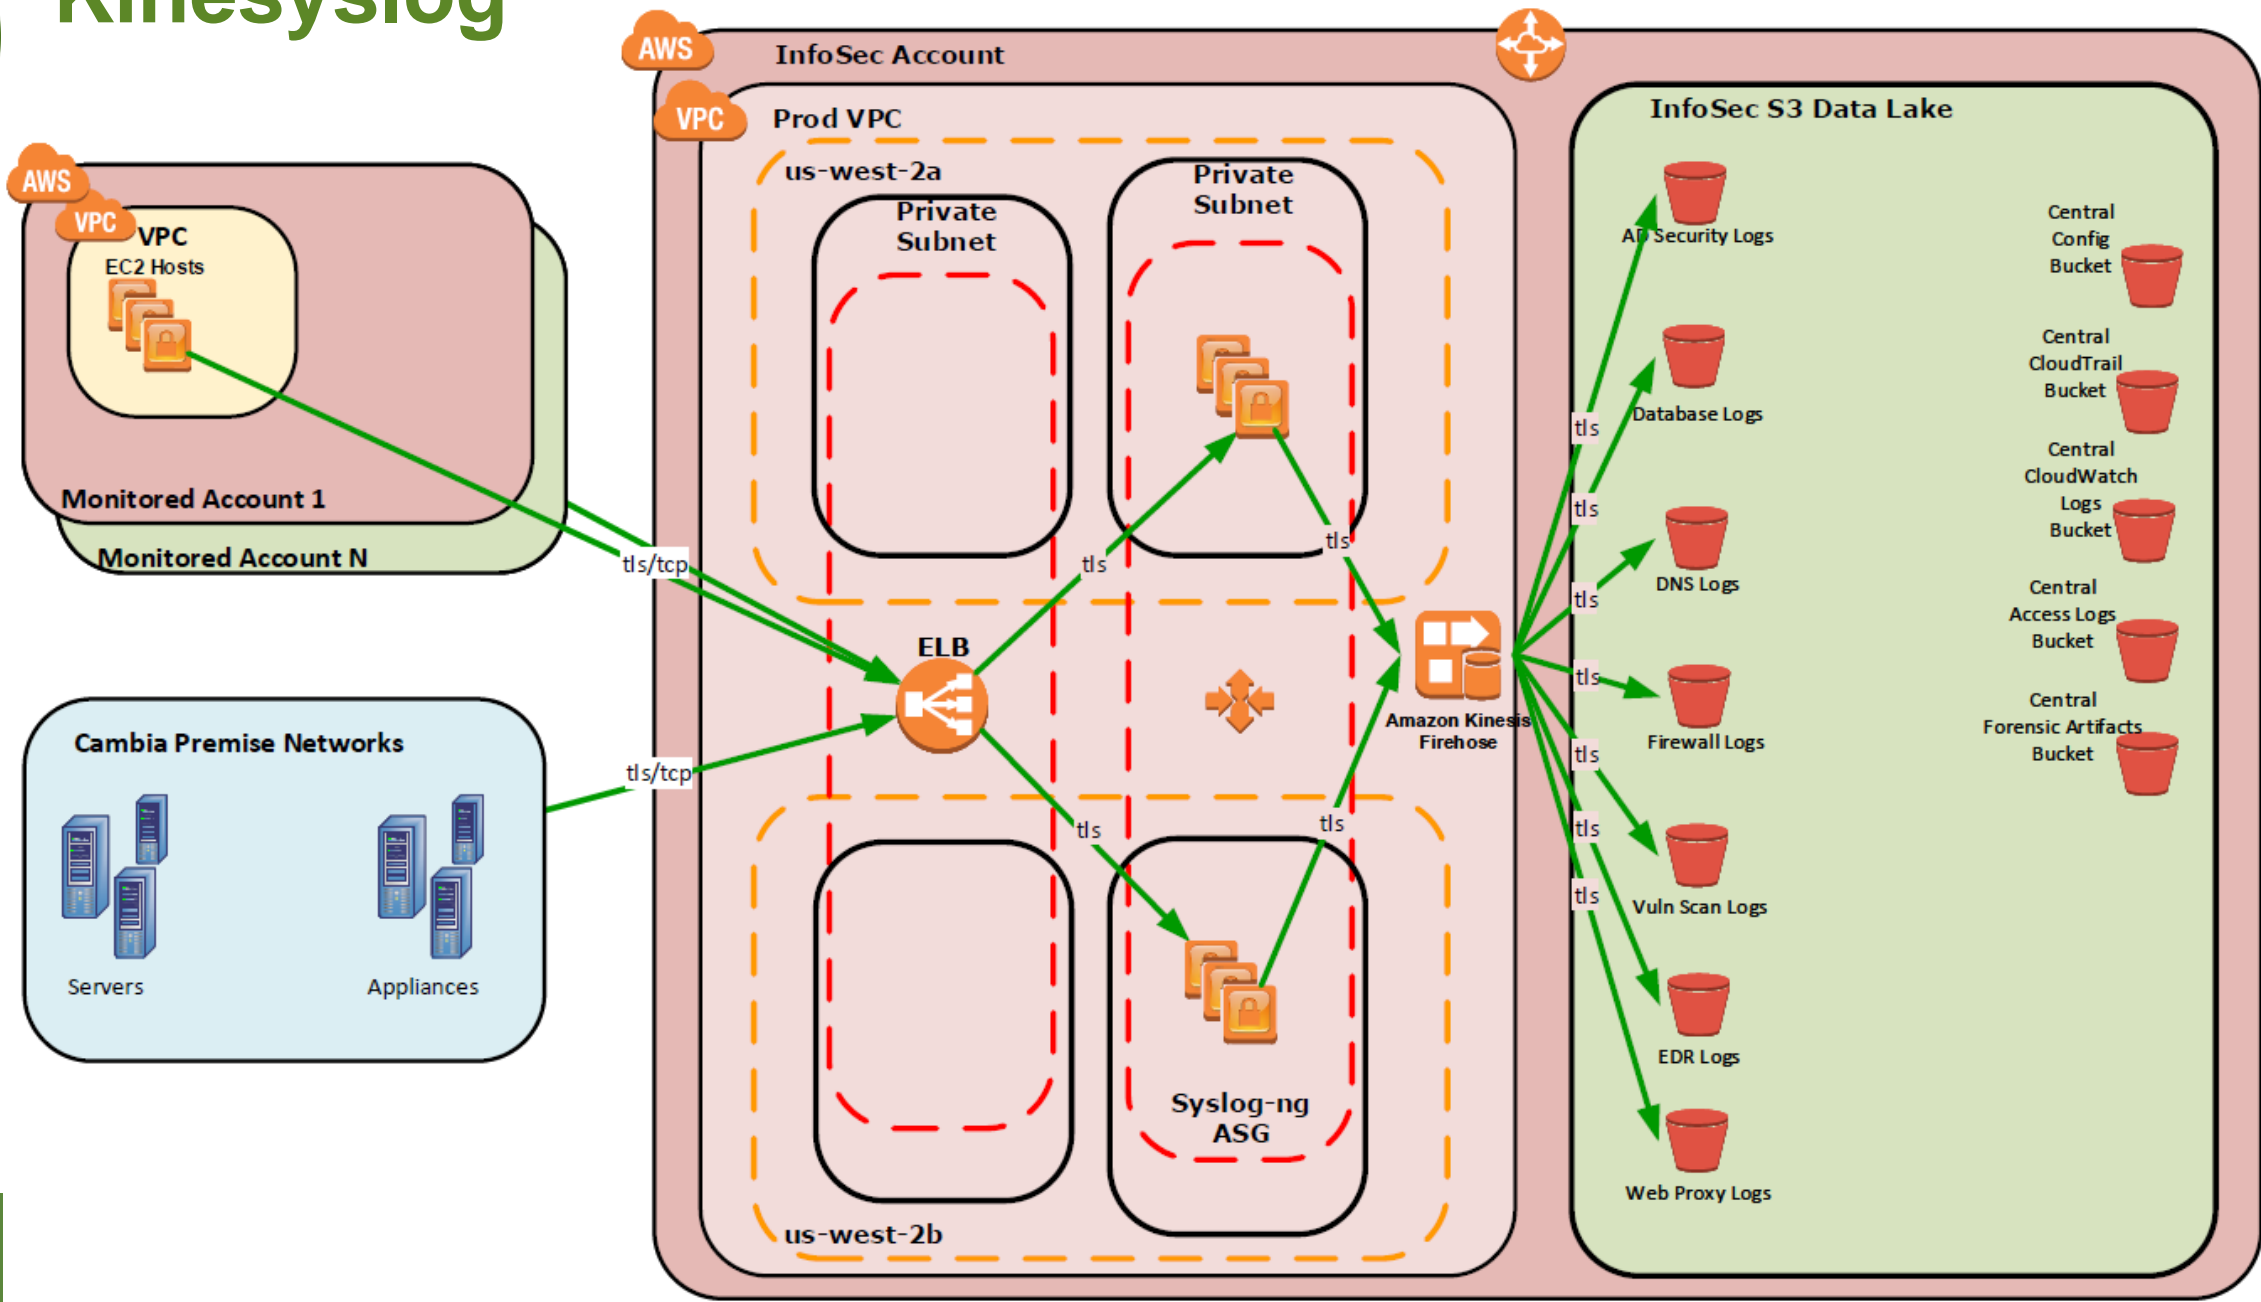 Kinesyslog
AWS
InfoSec Account
VPC
Prod VPC
InfoSec S3 Data Lake
AWS
VPC
VPC
EC2 Hosts
Monitored Account 1
Monitored Account N
tls/tcp
Cambia Premise Networks
tls/tcp
Servers
Appliances
us-west-2a
Private
Subnet
Private
Subnet
tls
tls
ELB
Amazon Kinesis
Firehose
tls
tls
Syslog-ng
ASG
us-west-2b
tls
tls
tls
tls
tls
tls
tls
AD Security Logs
Database Logs
DNS Logs
Firewall Logs
Vuln Scan Logs
EDR Logs
Web Proxy Logs
Central
Config
Bucket
Central
CloudTrail
Bucket
Central
CloudWatch
Logs
Bucket
Central
Access Logs
Bucket
Central
Forensic Artifacts
Bucket